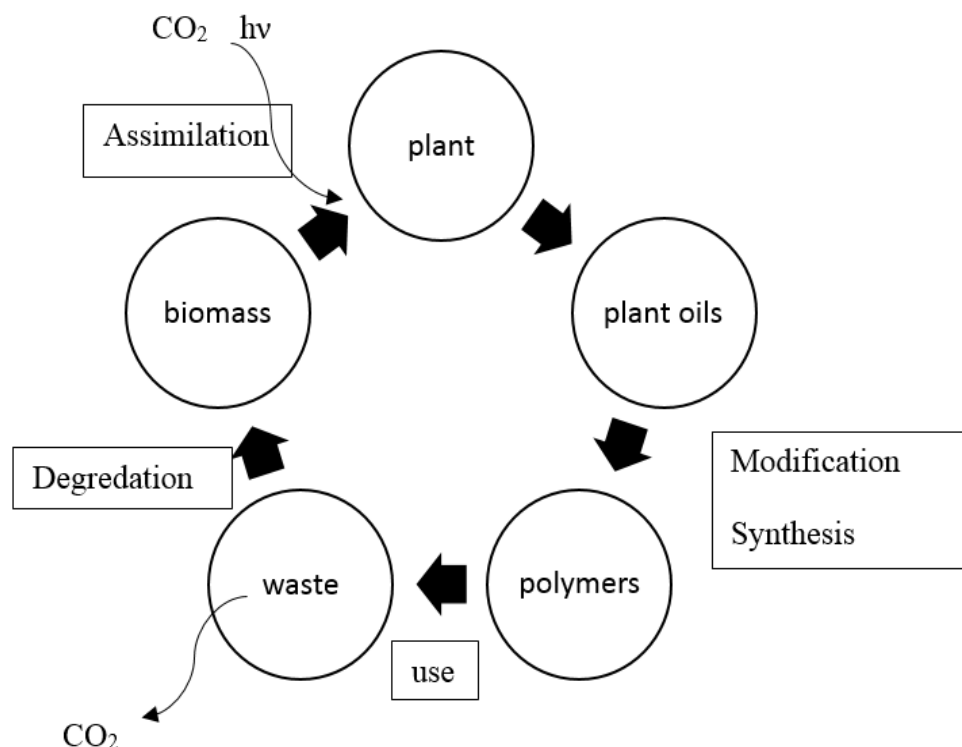 CO₂ hν
Assimilation
plant
biomass
plant oils
Degredation
Modification
Synthesis
waste
polymers
use
CO₂